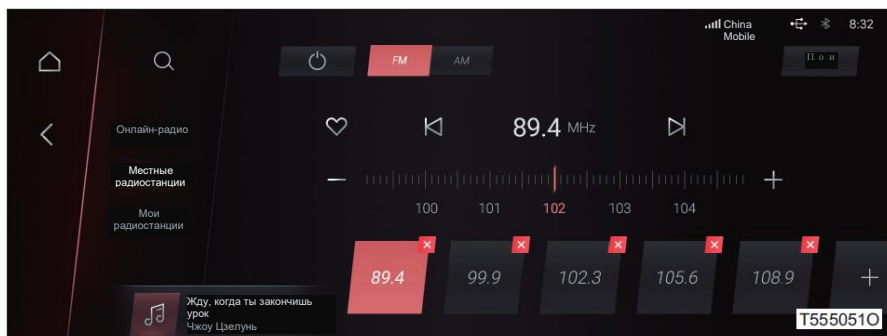 China
Mobile
8:32
FM
AM
П о и
Онлайн-радио
89.4 MHz
Местные
радиостанции
100 101 102 103 104
Мои
радиостанции
89.4 99.9 102.3 105.6 108.9
Жду, когда ты закончишь
урок
Чжоу Цзелунь
T555051O